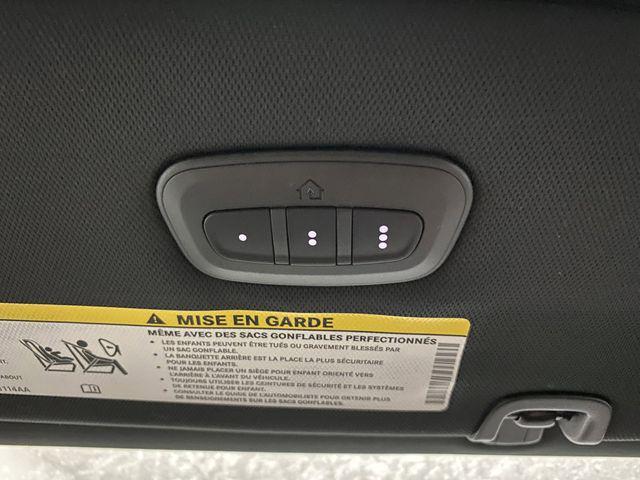 MISE EN GARDE
MÊME AVEC DES SACS GONFLABLES PERFECTIONNÉS
• LES ENFANTS PEUVENT ÊTRE TUÉS OU GRAVEMENT BLESSÉS PAR
UN SAC GONFLABLE.
• LA BANQUETTE ARRIÈRE EST LA PLACE LA PLUS SÉCURITAIRE
POUR LES ENFANTS.
• NE JAMAIS PLACER UN SIÈGE POUR ENFANT ORIENTÉ VERS
L'ARRIÈRE À L'AVANT DU VÉHICULE.
• TOUJOURS UTILISER LES CEINTURES DE SÉCURITÉ ET LES SYSTÈMES
DE RETENUE POUR ENFANT.
• CONSULTER LE GUIDE DE L'AUTOMOBILISTE POUR OBTENIR PLUS
DE RENSEIGNEMENTS SUR LES SACS GONFLABLES.
NT.
ABOUT
114AA